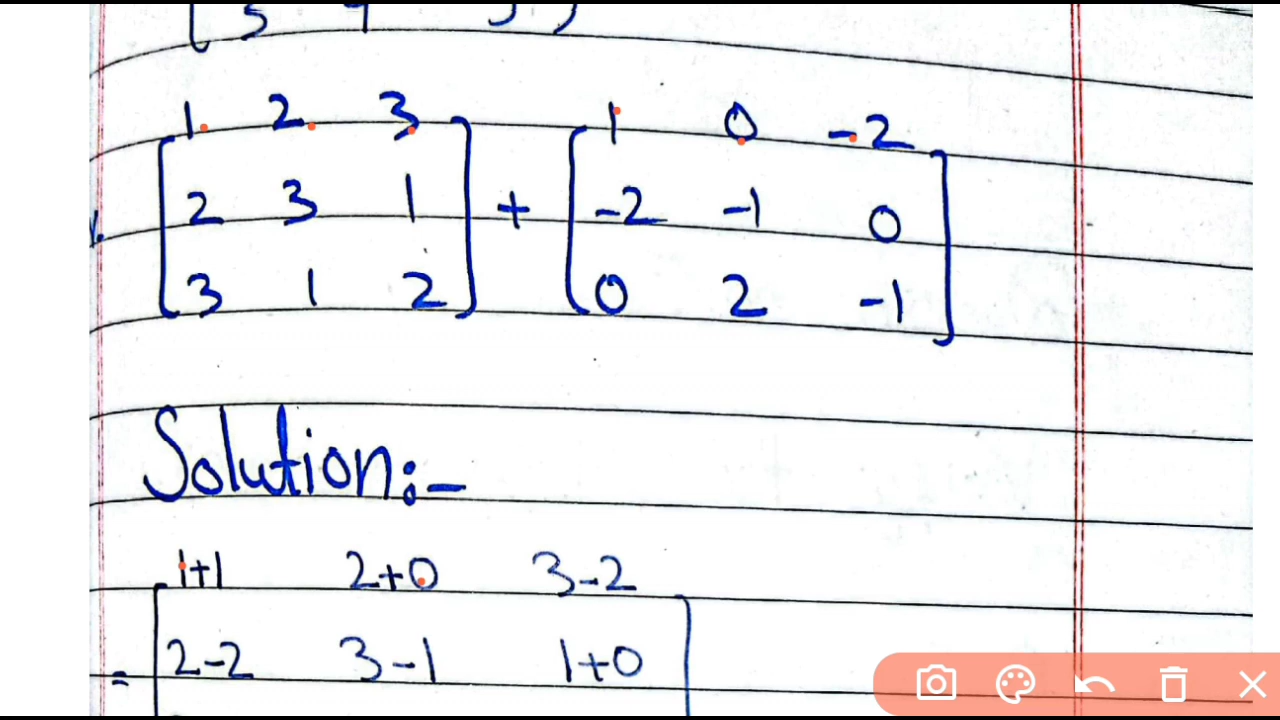 1 2 3 1 0 -2
2 3 1 + -2 -1 0
3 1 2 0 2 -1
Solution:-
1+1 2+0 3-2
= 2-2 3-1 1+0